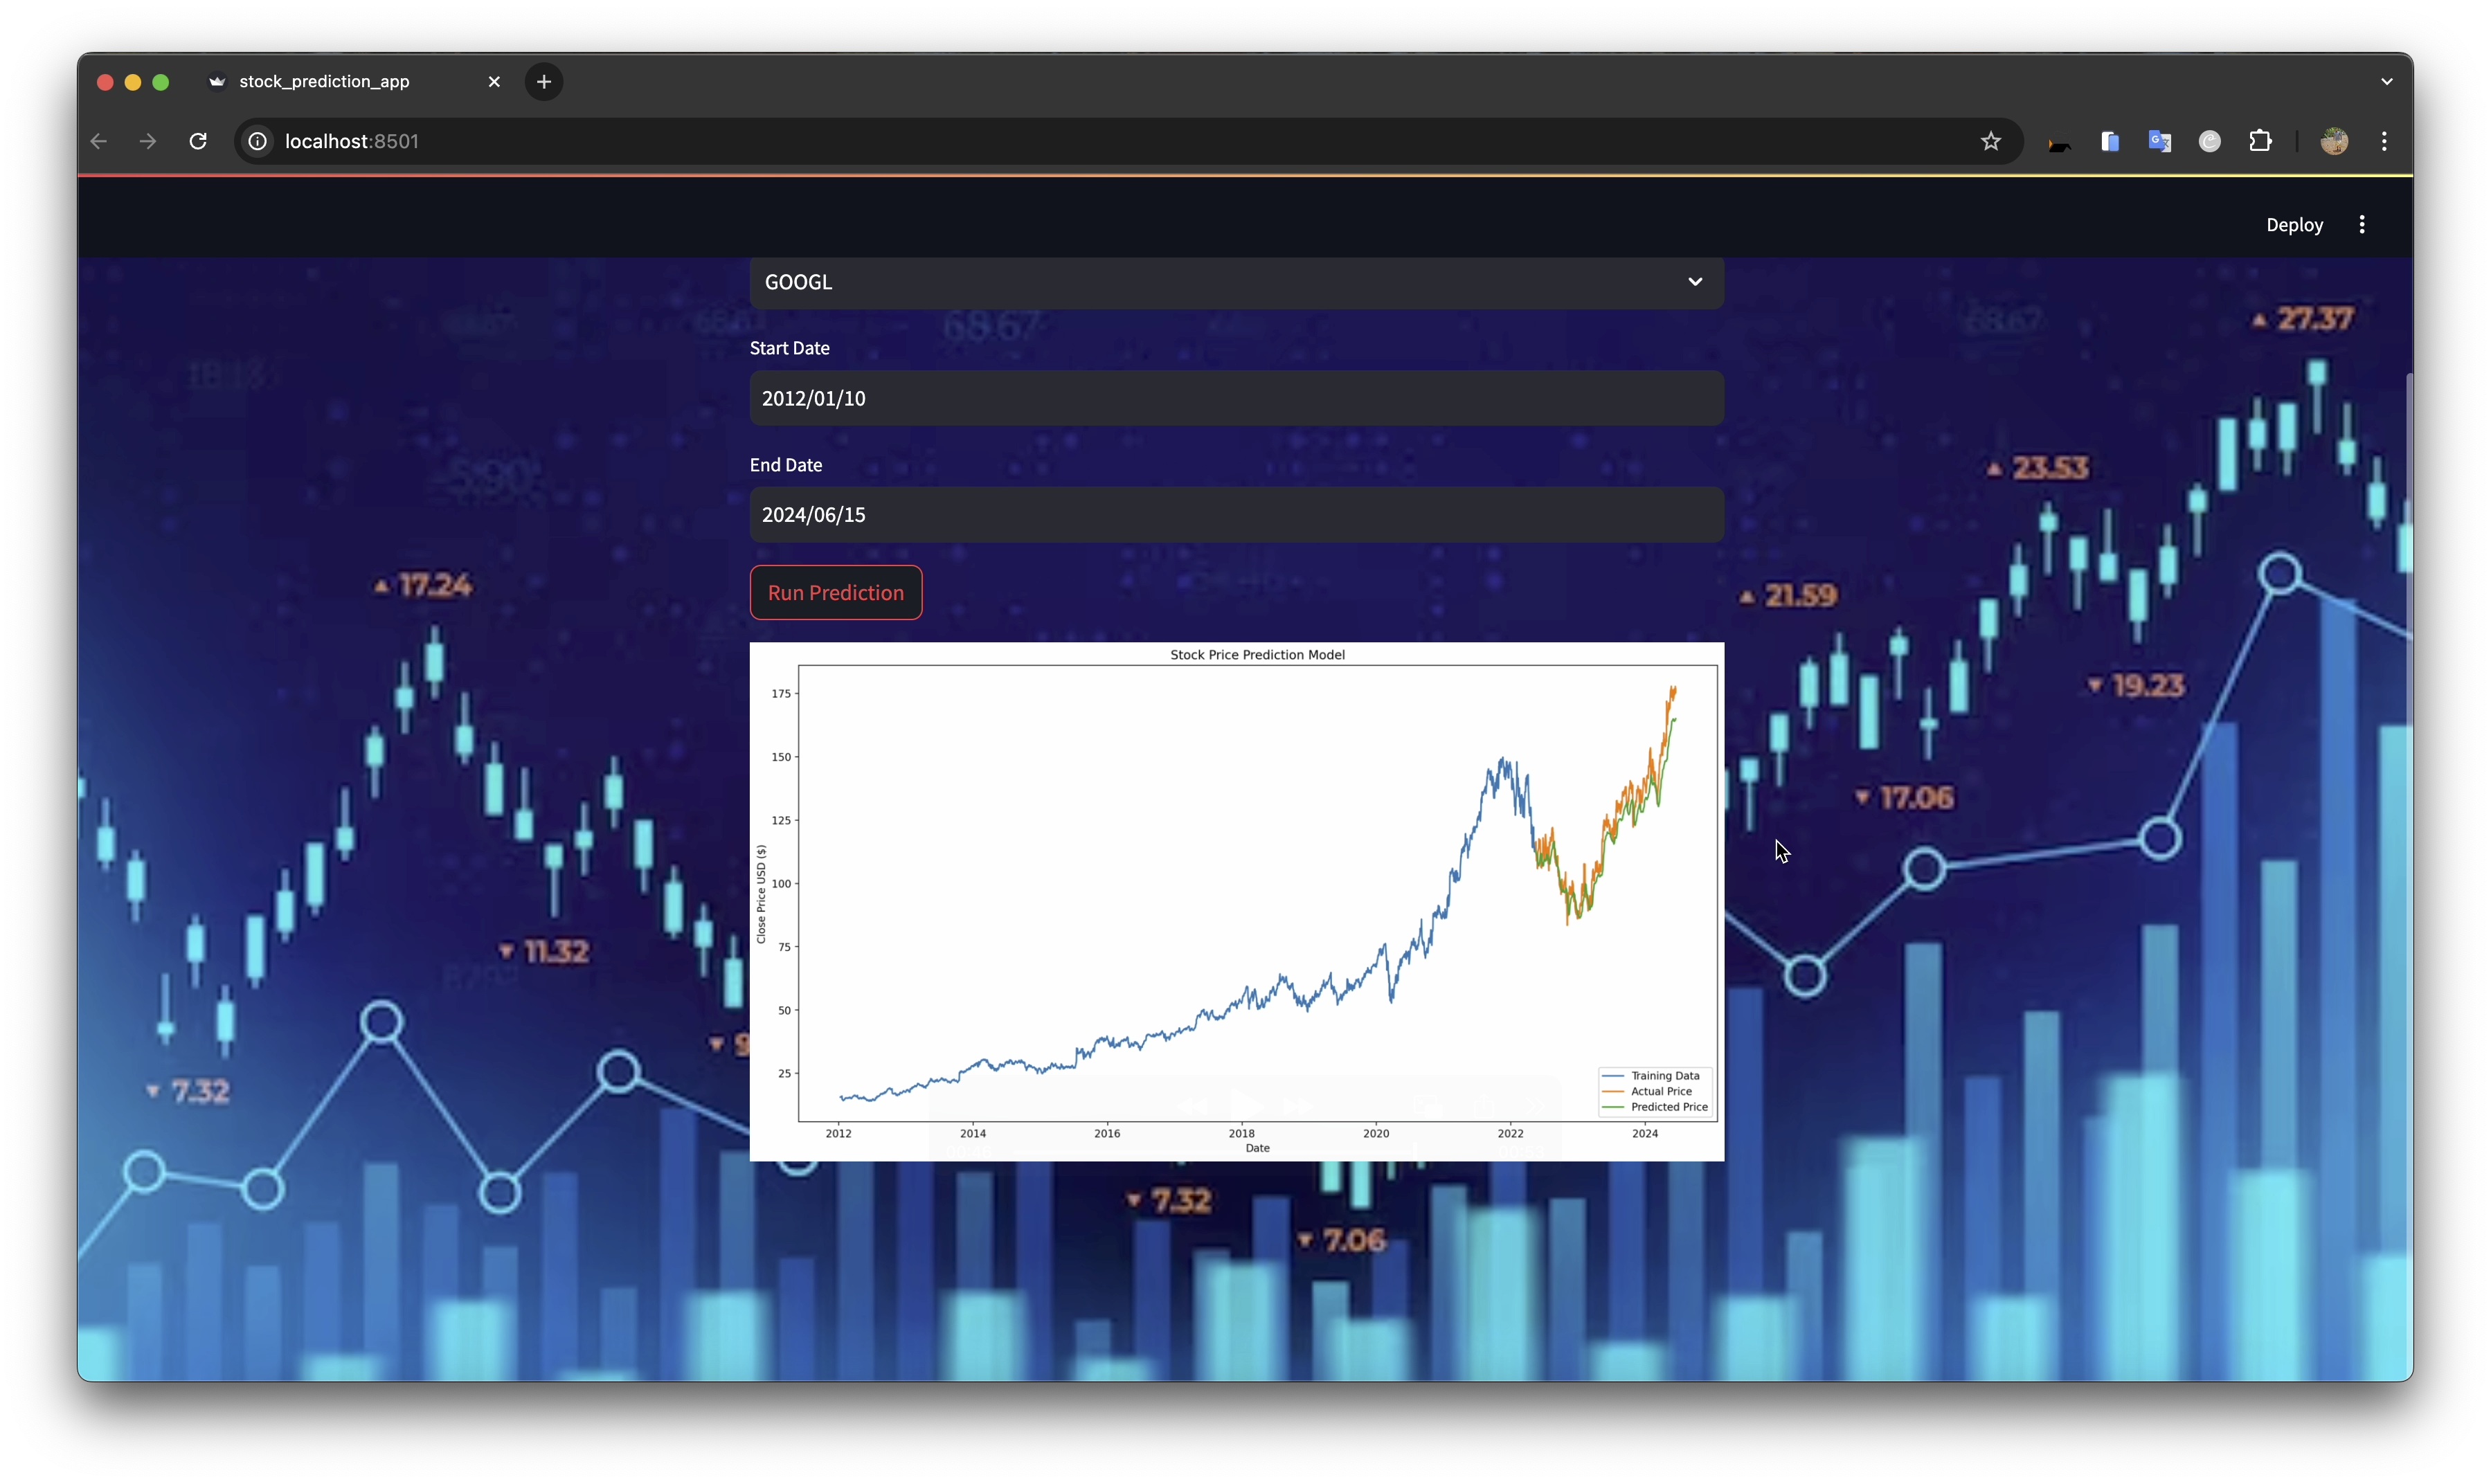 stock_prediction_app
localhost:8501
Deploy
GOOGL
Start Date
2012/01/10
End Date
2024/06/15
Run Prediction
Stock Price Prediction Model
175
150
125
100
75
50
25
Close Price USD ($)
2012 2014 2016 2018 2020 2022 2024
Date
Training Data
Actual Price
Predicted Price
68.67
▲ 27.37
▲ 23.53
▲ 17.24
▲ 21.59
▼ 19.23
▼ 17.06
▼ 11.32
▼ 7.32
▼ 7.32
▼ 7.06